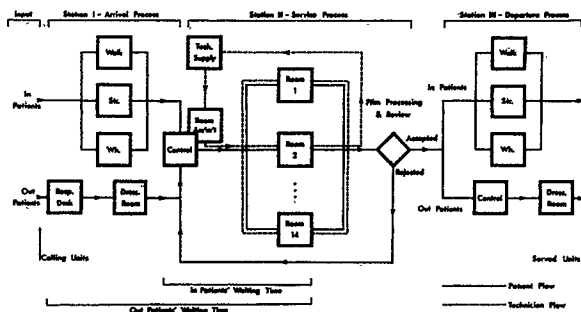 Input
Station I - Arrival Process
Station II - Service Process
Station III - Departure Process
Walk.
Str.
Wh.
In
Patients
Out
Patients
Recp.
Desk
Dress.
Room
Calling Units
Tech.
Supply
Room
Control
Room
1
Room
2
Room
14
Film Processing
& Review
Accepted
Rejected
In Patients
Walk.
Str.
Wh.
Out Patients
Control
Dress.
Room
Served Units
In Patients' Waiting Time
Out Patients' Waiting Time
Patient Flow
Technician Flow